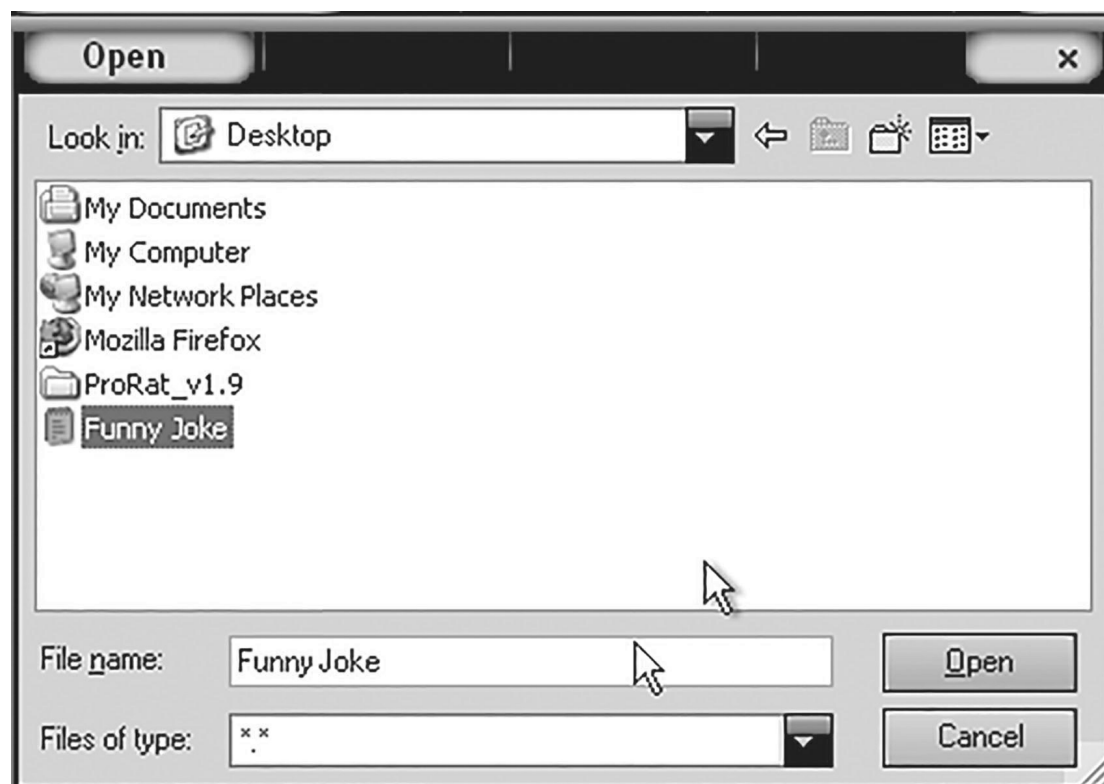 Open
Look in: Desktop
My Documents
My Computer
My Network Places
Mozilla Firefox
ProRat_v1.9
Funny Joke
File name: Funny Joke Open
Files of type: *.* Cancel